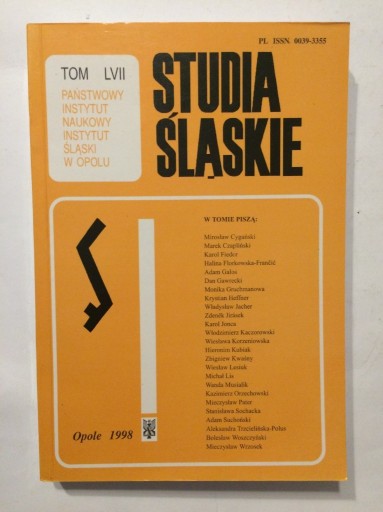 PL ISSN 0039-3355
TOM LVII
PAŃSTWOWY
INSTYTUT
NAUKOWY
INSTYTUT
ŚLĄSKI
W OPOLU
STUDIA
ŚLĄSKIE
W TOMIE PISZĄ:
Mirosław Cygański
Marek Czapliński
Karol Fiedor
Halina Florkowska-Frančić
Adam Galos
Dan Gawrecki
Monika Gruchmanowa
Krystian Heffner
Władysław Jacher
Zdeněk Jirásek
Karol Jonca
Włodzimierz Kaczorowski
Wiesława Korzeniowska
Hieronim Kubiak
Zbigniew Kwaśny
Wiesław Lesiuk
Michał Lis
Wanda Musialik
Kazimierz Orzechowski
Mieczysław Pater
Stanisława Sochacka
Adam Suchoński
Aleksandra Trzcielińska-Polus
Bolesław Woszczyński
Mieczysław Wrzosek
Opole 1998